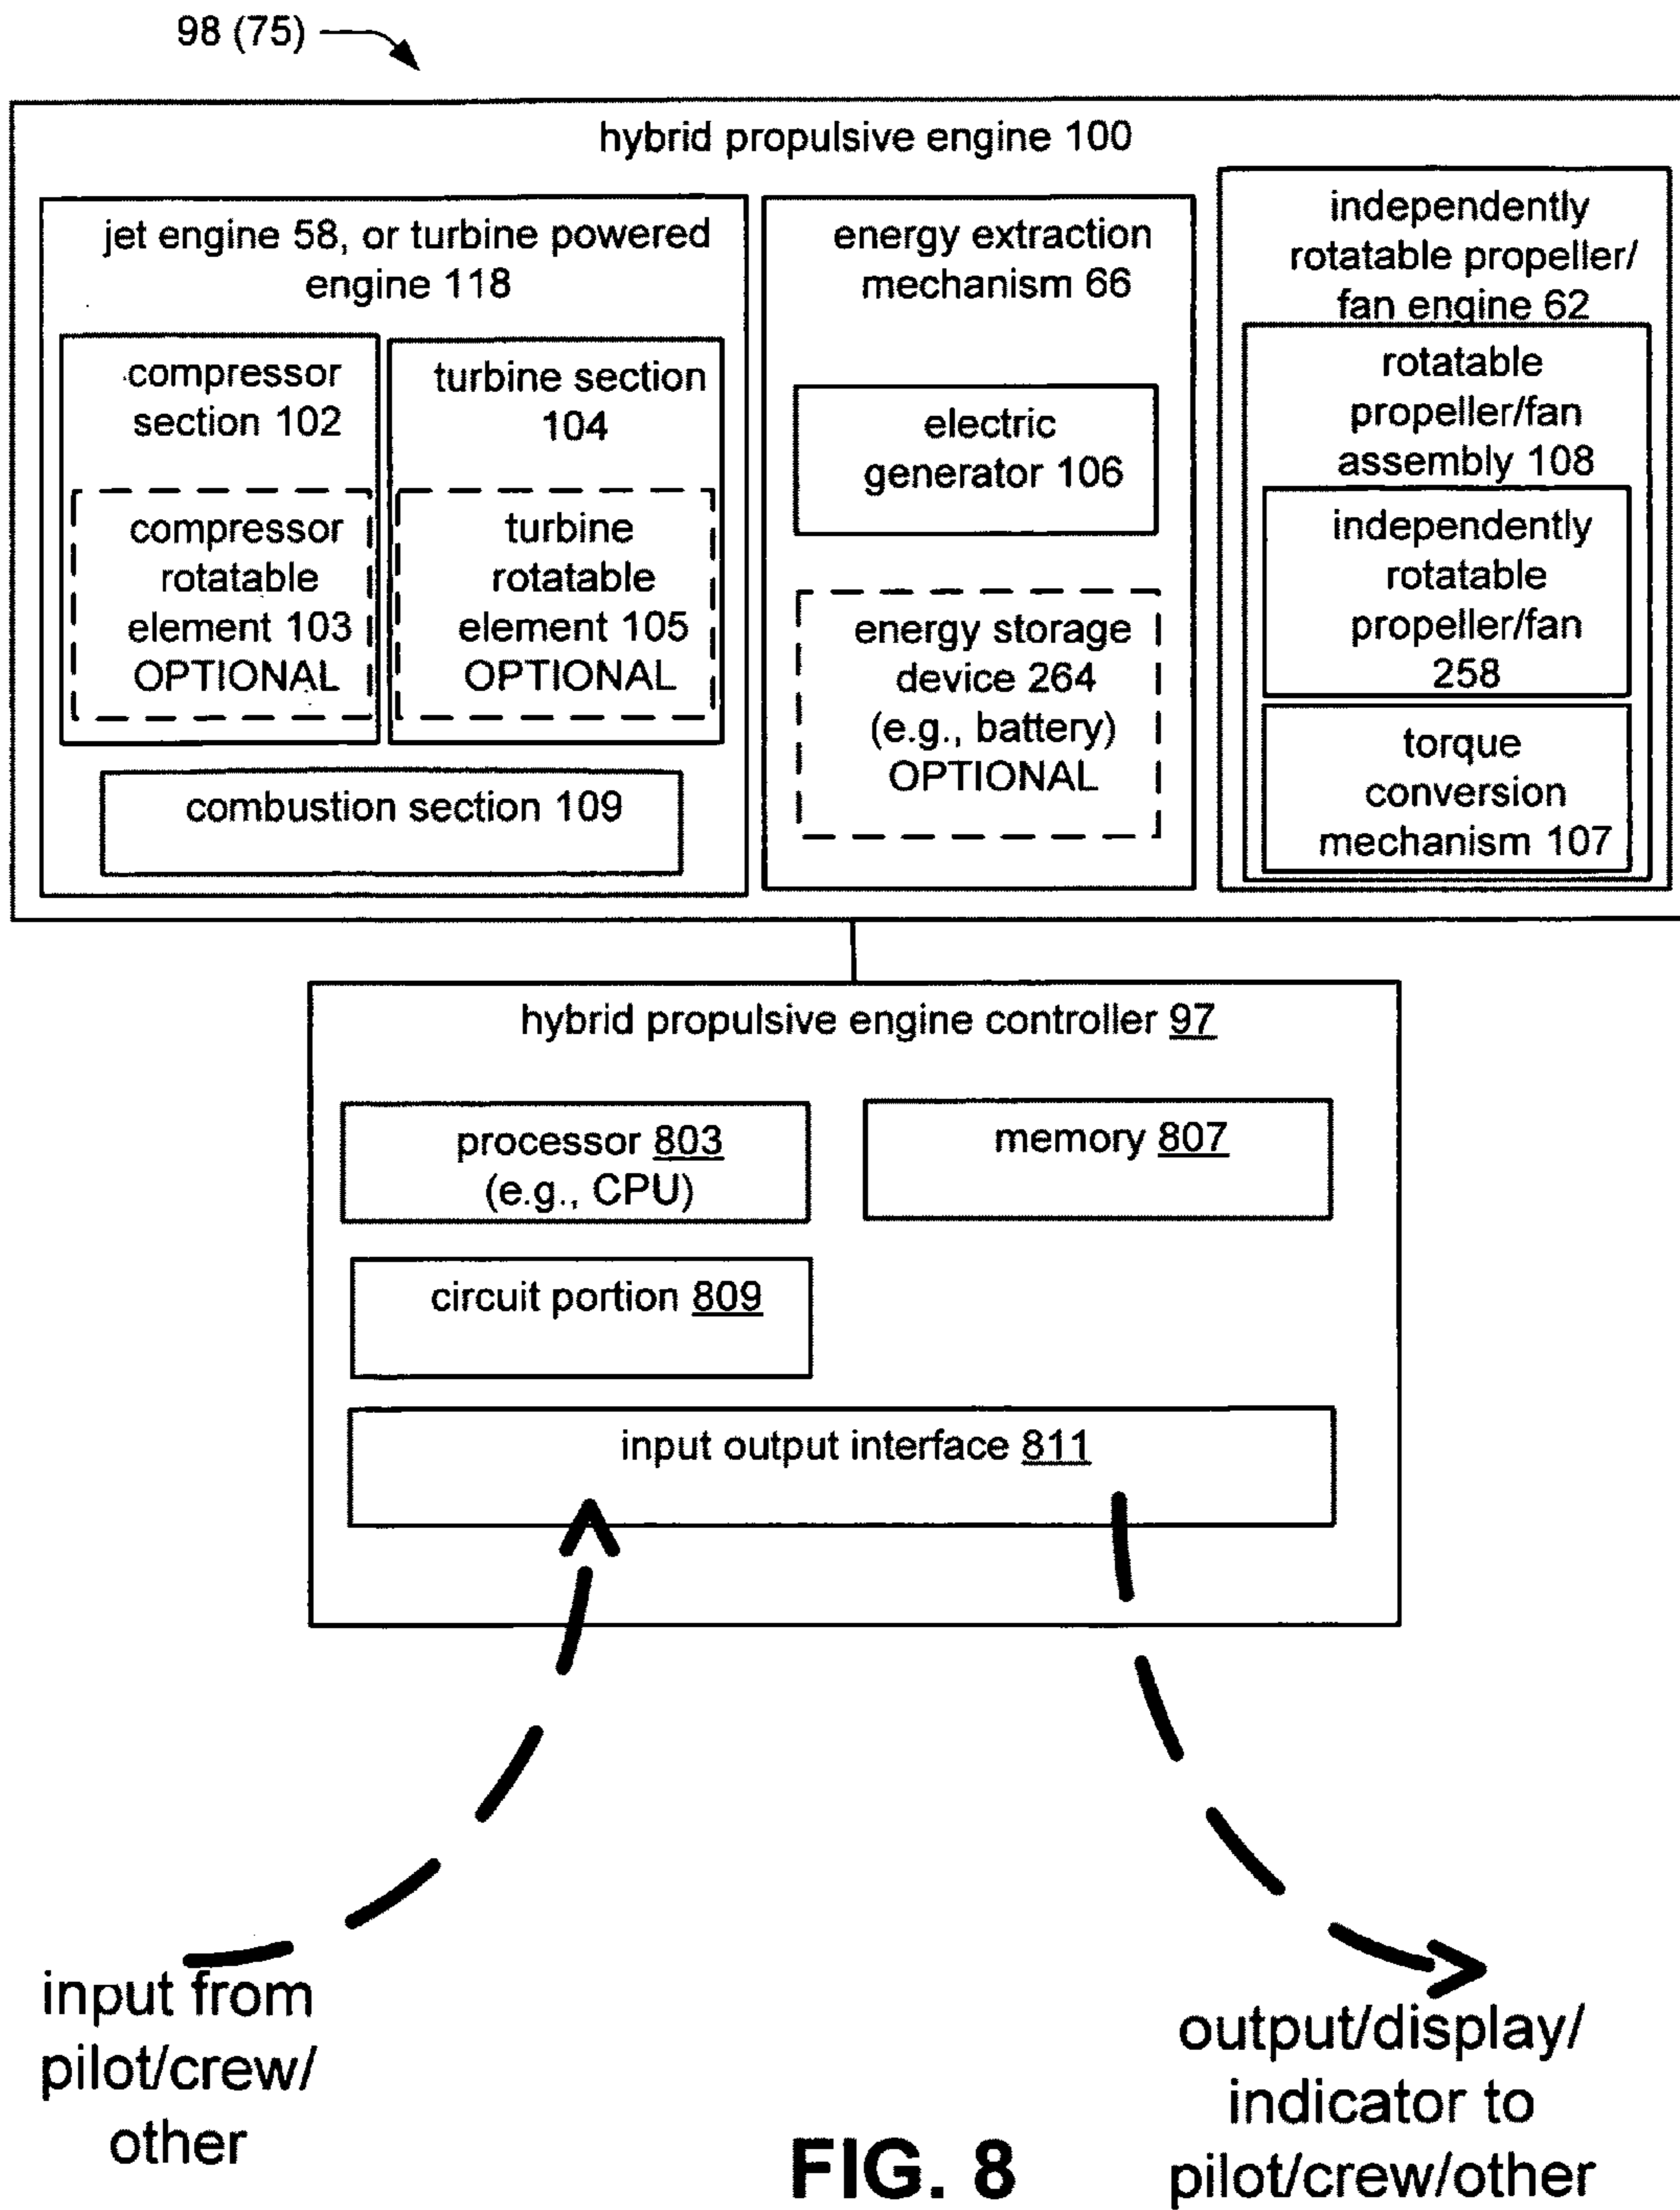 98 (75)
hybrid propulsive engine 100
jet engine 58, or turbine powered
engine 118
compressor
section 102
compressor
rotatable
element 103
OPTIONAL
turbine section
104
turbine
rotatable
element 105
OPTIONAL
combustion section 109
energy extraction
mechanism 66
electric
generator 106
energy storage
device 264
(e.g., battery)
OPTIONAL
independently
rotatable propeller/
fan engine 62
rotatable
propeller/fan
assembly 108
independently
rotatable
propeller/fan
258
torque
conversion
mechanism 107
hybrid propulsive engine controller 97
processor 803
(e.g., CPU)
memory 807
circuit portion 809
input output interface 811
input from
pilot/crew/
other
output/display/
indicator to
pilot/crew/other
FIG. 8